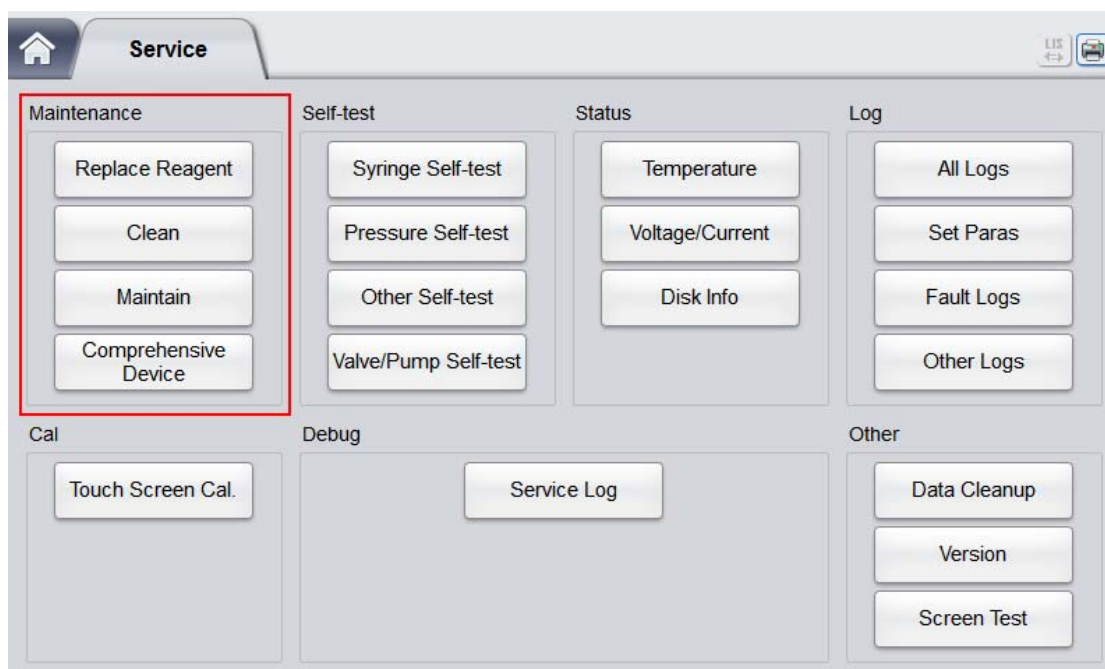 Service
LIS
Maintenance
Replace Reagent
Clean
Maintain
Comprehensive
Device
Self-test
Syringe Self-test
Pressure Self-test
Other Self-test
Valve/Pump Self-test
Status
Temperature
Voltage/Current
Disk Info
Log
All Logs
Set Paras
Fault Logs
Other Logs
Cal
Touch Screen Cal.
Debug
Service Log
Other
Data Cleanup
Version
Screen Test